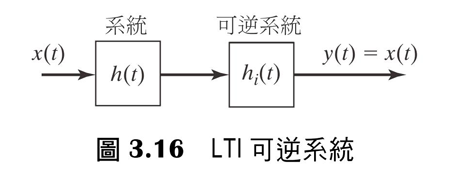 系統 可逆系統
x(t) h(t) hᵢ(t) y(t) = x(t)
圖 3.16 LTI 可逆系統